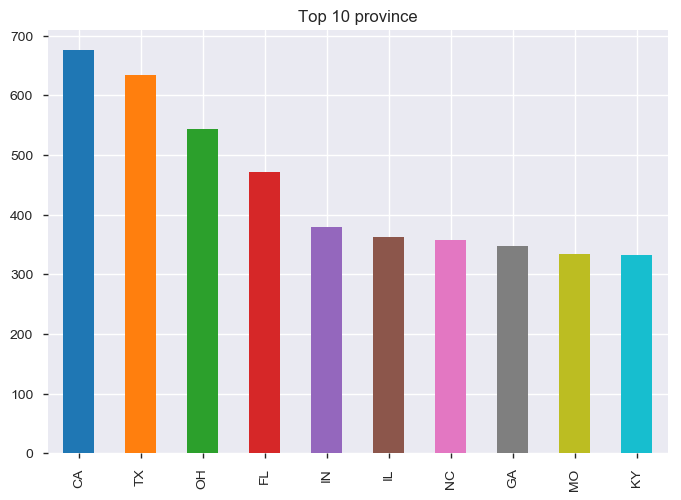 Top 10 province
700
600
500
400
300
200
100
0
CA
TX
OH
FL
IN
IL
NC
GA
MO
KY